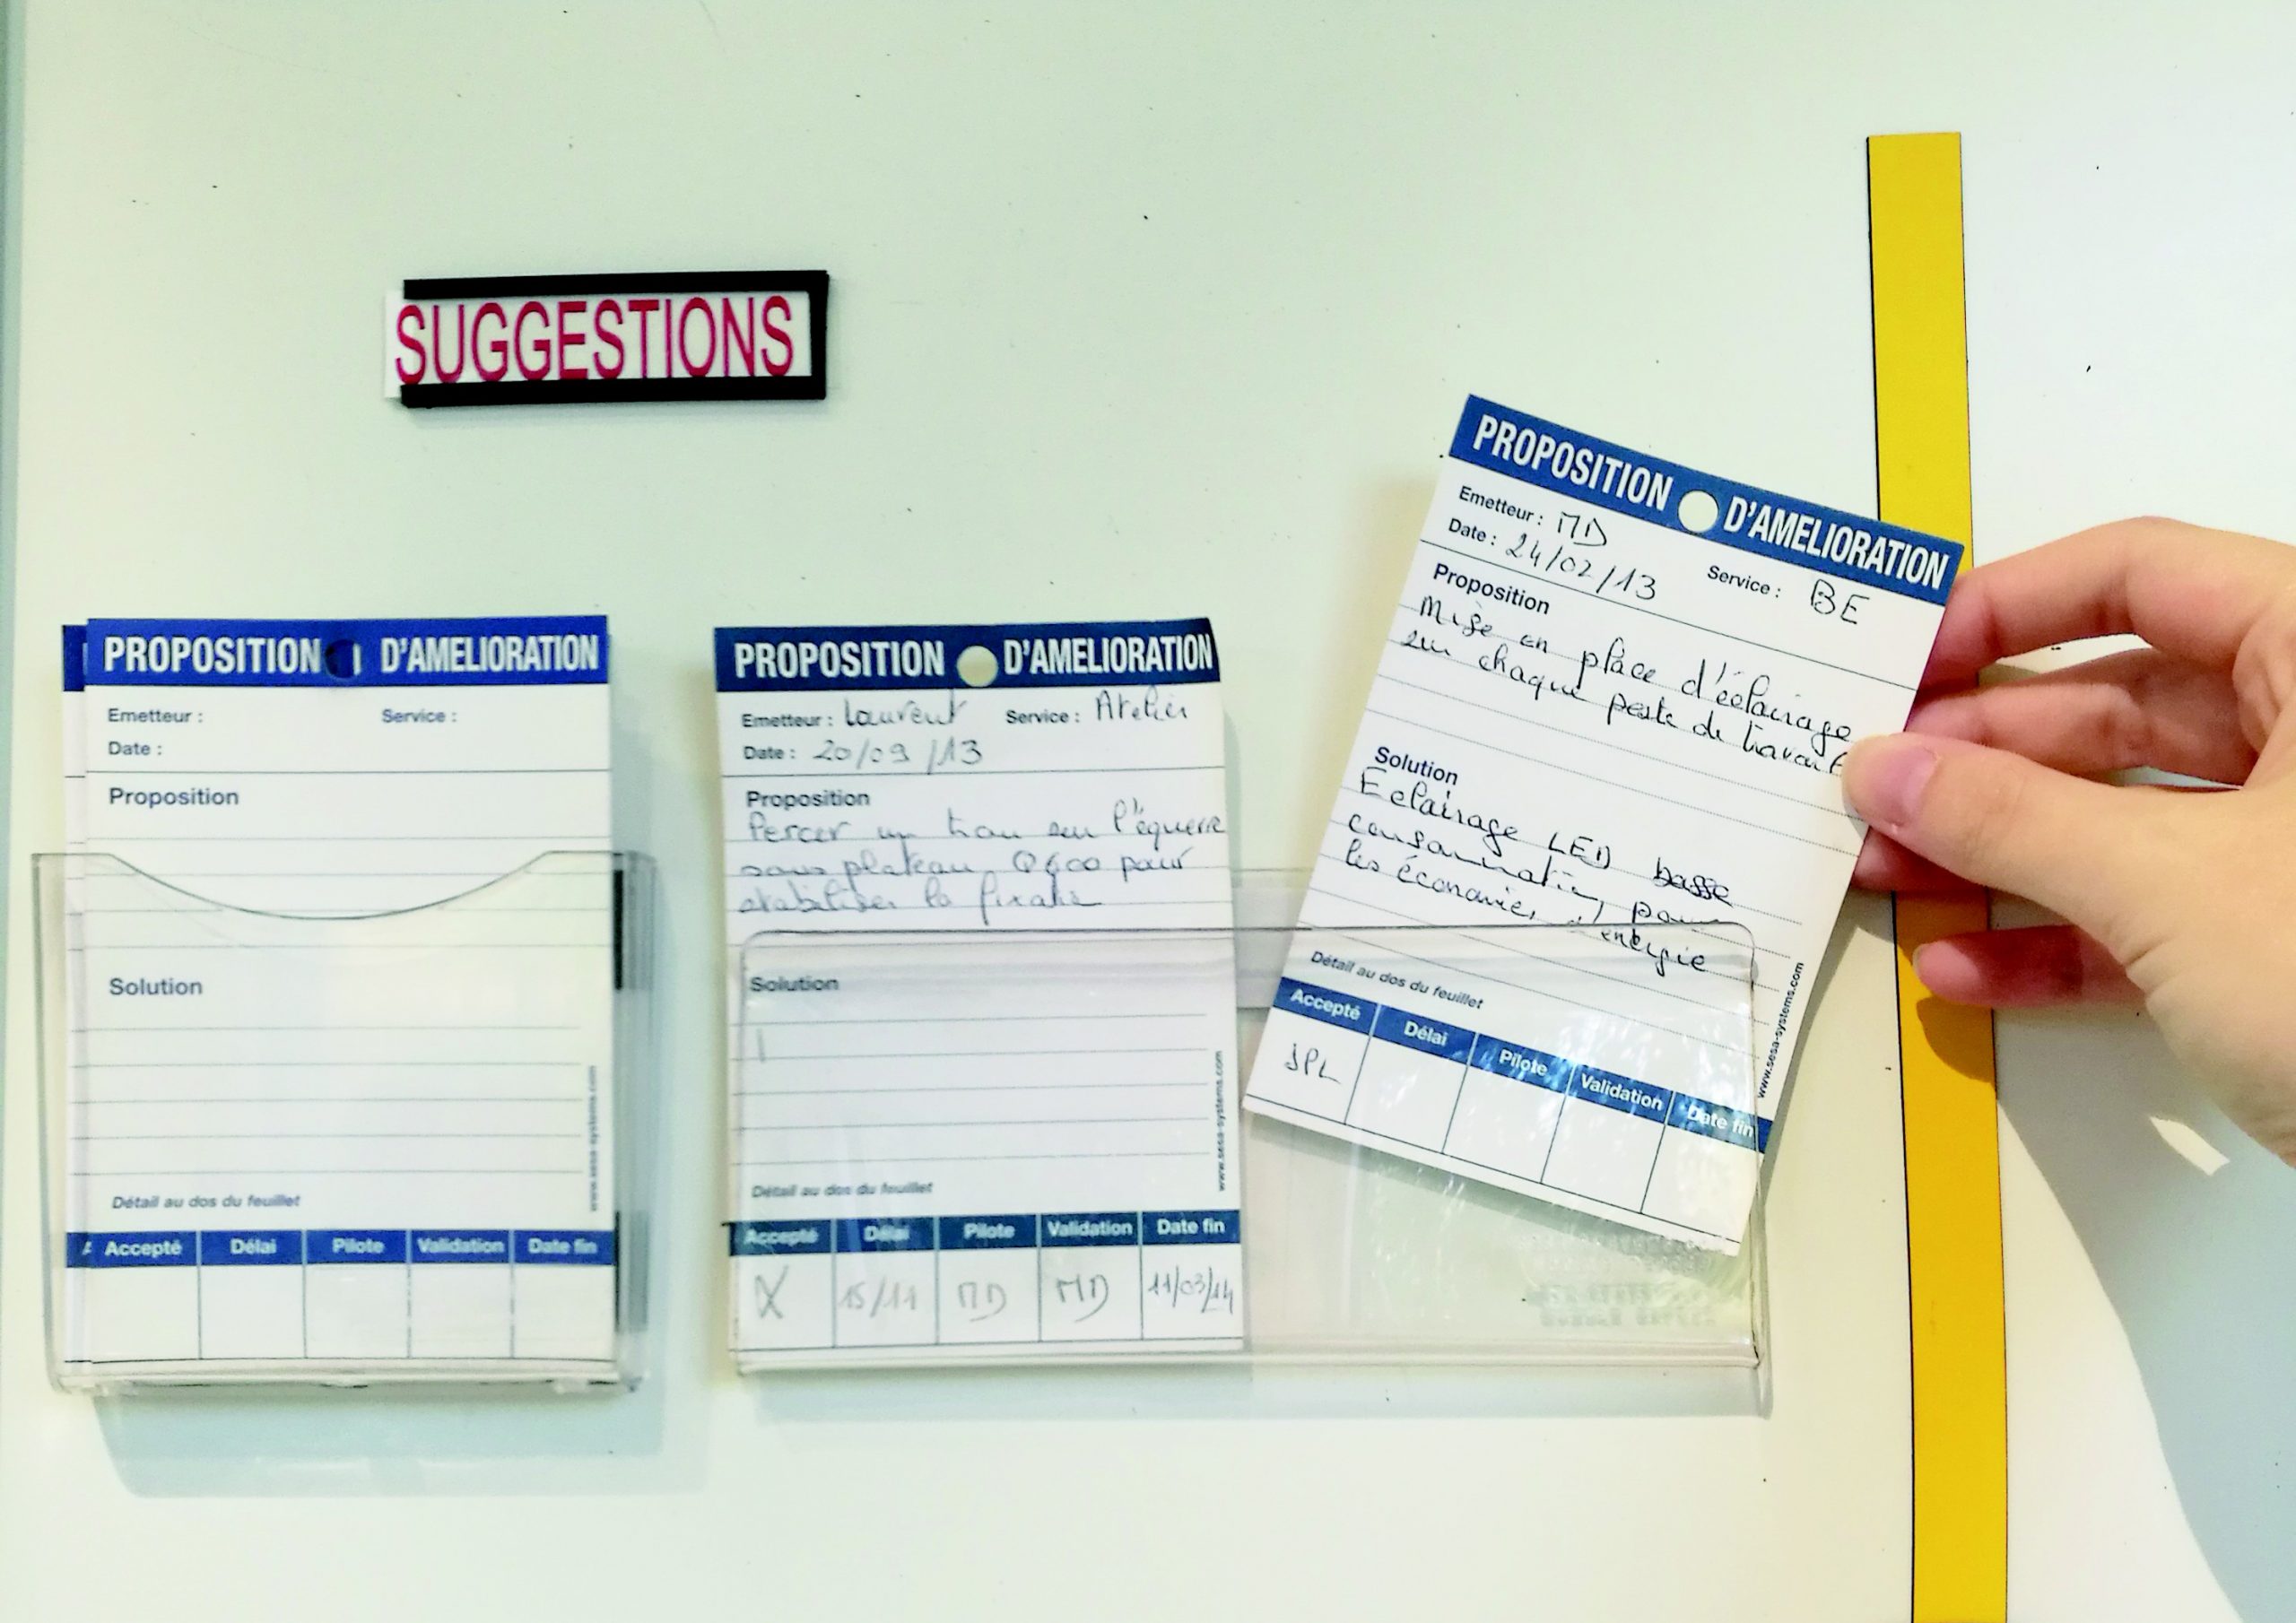 SUGGESTIONS
PROPOSITION D'AMELIORATION
Emetteur : Service :
Date :
Proposition
Solution
www.sesa-systems.com
Détail au dos du feuillet
Accepté Délai Pilote Validation Date fin
PROPOSITION D'AMELIORATION
Emetteur : Laurent Service : Atelier
Date : 20/09/13
Proposition
Percer un trou sur l'équerre
sous plateau Q600 pour
stabiliser la fixation
Solution
www.sesa-systems.com
Détail au dos du feuillet
Accepté Délai Pilote Validation Date fin
X 15/11 MD MD 11/03/14
PROPOSITION D'AMELIORATION
Emetteur : MD
Date : 24/02/13 Service : BE
Proposition
Mise en place d'éclairage
sur chaque poste de travail
Solution
Eclairage LED basse
consommation, pour
les économies d'énergie
Détail au dos du feuillet
www.sesa-systems.com
Accepté Délai Pilote Validation Date fin
JPL